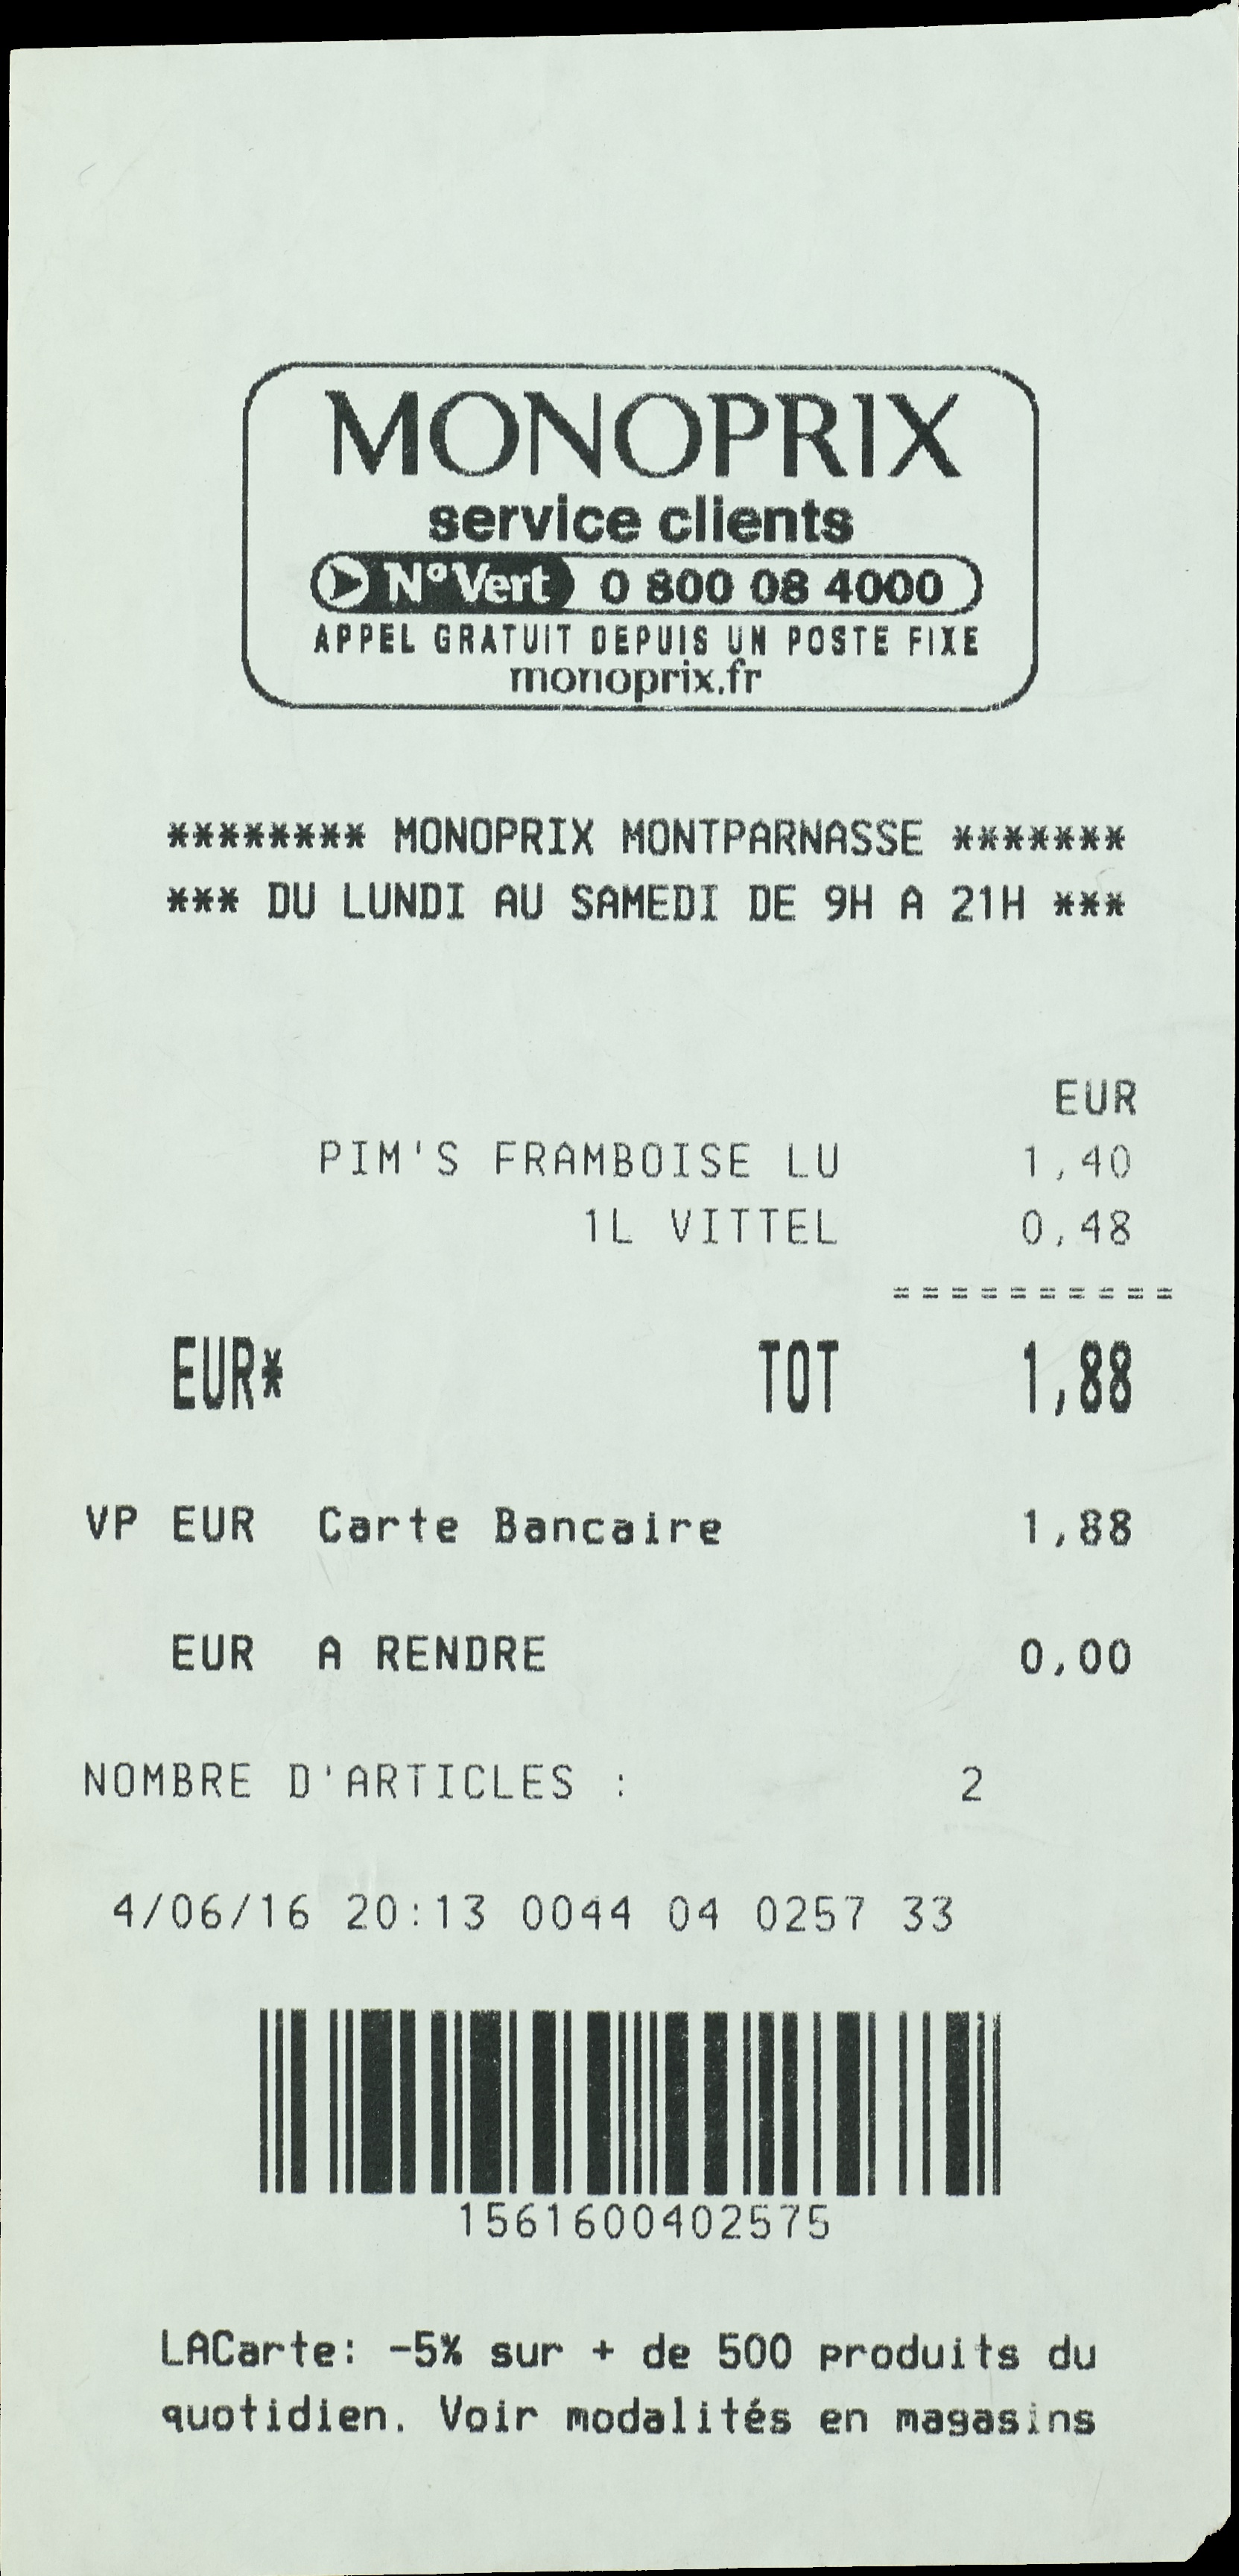 MONOPRIX
service clients
N° Vert 0 800 08 4000
APPEL GRATUIT DEPUIS UN POSTE FIXE
monoprix.fr
******** MONOPRIX MONTPARNASSE *******
*** DU LUNDI AU SAMEDI DE 9H A 21H ***
EUR
PIM'S FRAMBOISE LU 1,40
1L VITTEL 0,48
==========
EUR* TOT 1,88
VP EUR Carte Bancaire 1,88
EUR A RENDRE 0,00
NOMBRE D'ARTICLES : 2
4/06/16 20:13 0044 04 0257 33
1561600402575
LACarte: -5% sur + de 500 produits du
quotidien. Voir modalités en magasins